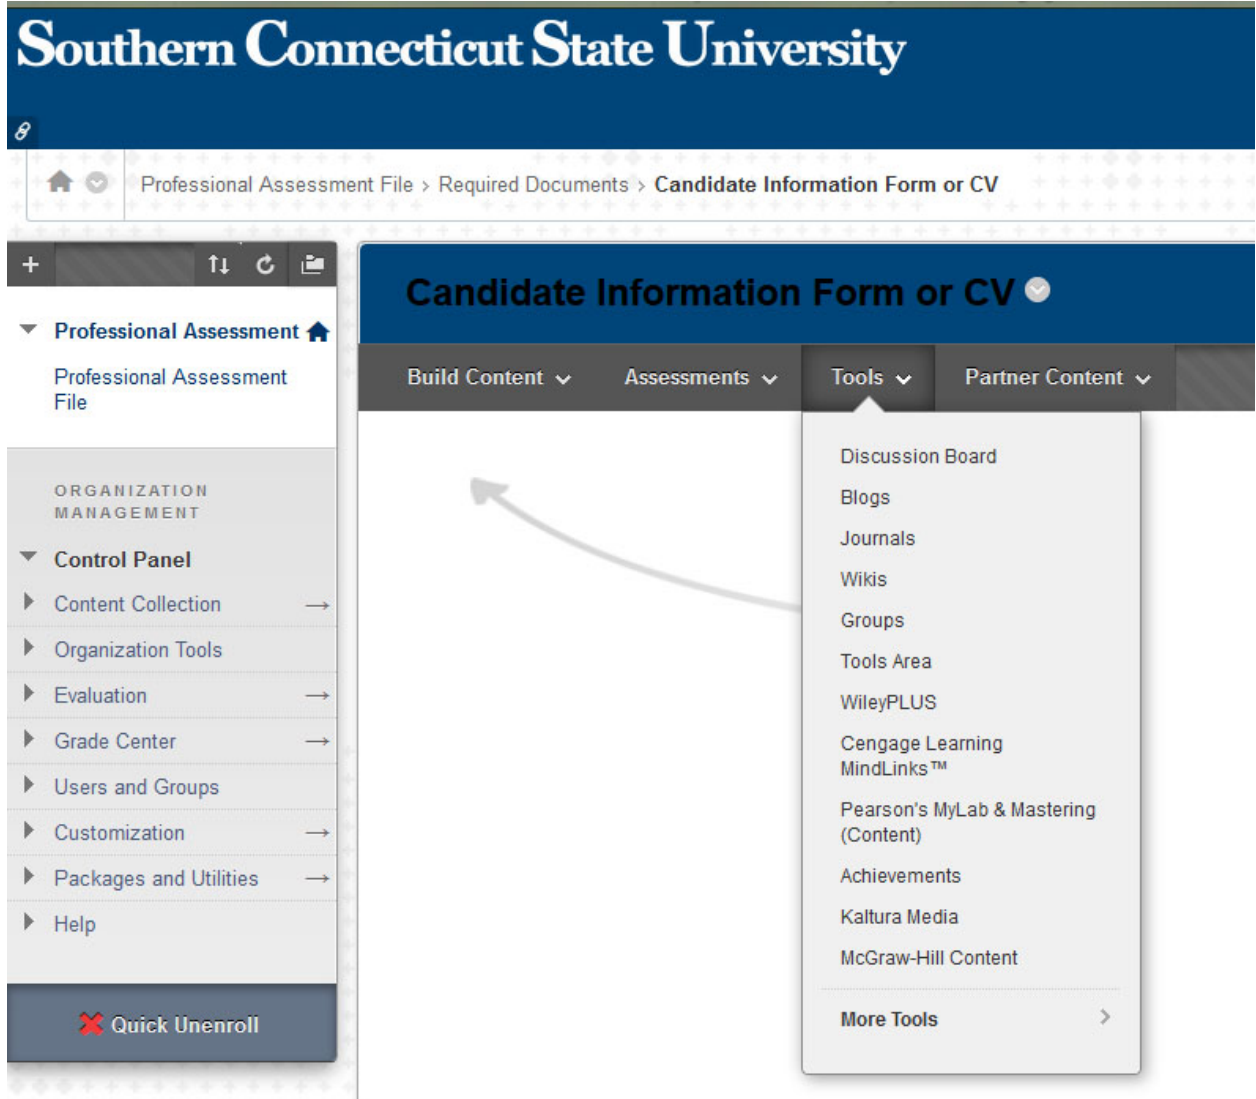 Southern Connecticut State University
Professional Assessment File > Required Documents > Candidate Information Form or CV
Professional Assessment
Professional Assessment
File
ORGANIZATION
MANAGEMENT
Control Panel
Content Collection
Organization Tools
Evaluation
Grade Center
Users and Groups
Customization
Packages and Utilities
Help
Quick Unenroll
Candidate Information Form or CV
Build Content Assessments Tools Partner Content
Discussion Board
Blogs
Journals
Wikis
Groups
Tools Area
WileyPLUS
Cengage Learning
MindLinks™
Pearson's MyLab & Mastering
(Content)
Achievements
Kaltura Media
McGraw-Hill Content
More Tools